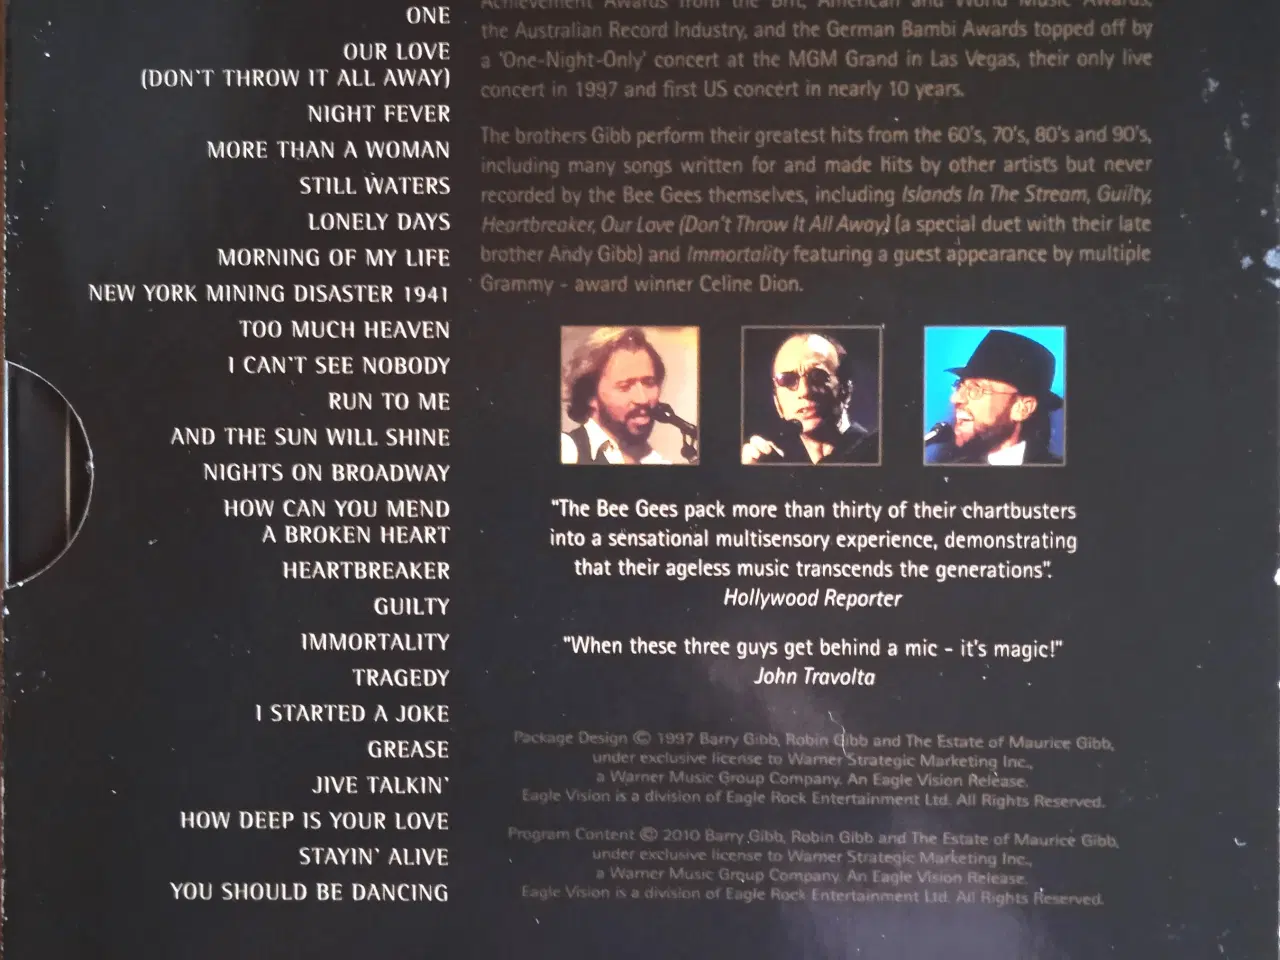 ONE
OUR LOVE
(DON'T THROW IT ALL AWAY)
NIGHT FEVER
MORE THAN A WOMAN
STILL WATERS
LONELY DAYS
MORNING OF MY LIFE
NEW YORK MINING DISASTER 1941
TOO MUCH HEAVEN
I CAN'T SEE NOBODY
RUN TO ME
AND THE SUN WILL SHINE
NIGHTS ON BROADWAY
HOW CAN YOU MEND
A BROKEN HEART
HEARTBREAKER
GUILTY
IMMORTALITY
TRAGEDY
I STARTED A JOKE
GREASE
JIVE TALKIN'
HOW DEEP IS YOUR LOVE
STAYIN' ALIVE
YOU SHOULD BE DANCING
Achievement Awards from the Brit, American and World Music Awards,
the Australian Record Industry, and the German Bambi Awards topped off by
a 'One-Night-Only' concert at the MGM Grand in Las Vegas, their only live
concert in 1997 and first US concert in nearly 10 years.
The brothers Gibb perform their greatest hits from the 60's, 70's, 80's and 90's,
including many songs written for and made hits by other artists but never
recorded by the Bee Gees themselves, including Islands In The Stream, Guilty,
Heartbreaker, Our Love (Don't Throw It All Away) (a special duet with their late
brother Andy Gibb) and Immortality featuring a guest appearance by multiple
Grammy - award winner Celine Dion.
"The Bee Gees pack more than thirty of their chartbusters
into a sensational multisensory experience, demonstrating
that their ageless music transcends the generations".
Hollywood Reporter
"When these three guys get behind a mic - it's magic!"
John Travolta
Package Design © 1997 Barry Gibb, Robin Gibb and The Estate of Maurice Gibb,
under exclusive license to Warner Strategic Marketing Inc.,
a Warner Music Group Company. An Eagle Vision Release.
Eagle Vision is a division of Eagle Rock Entertainment Ltd. All Rights Reserved.
Program Content © 2010 Barry Gibb, Robin Gibb and The Estate of Maurice Gibb,
under exclusive license to Warner Strategic Marketing Inc.,
a Warner Music Group Company. An Eagle Vision Release.
Eagle Vision is a division of Eagle Rock Entertainment Ltd. All Rights Reserved.